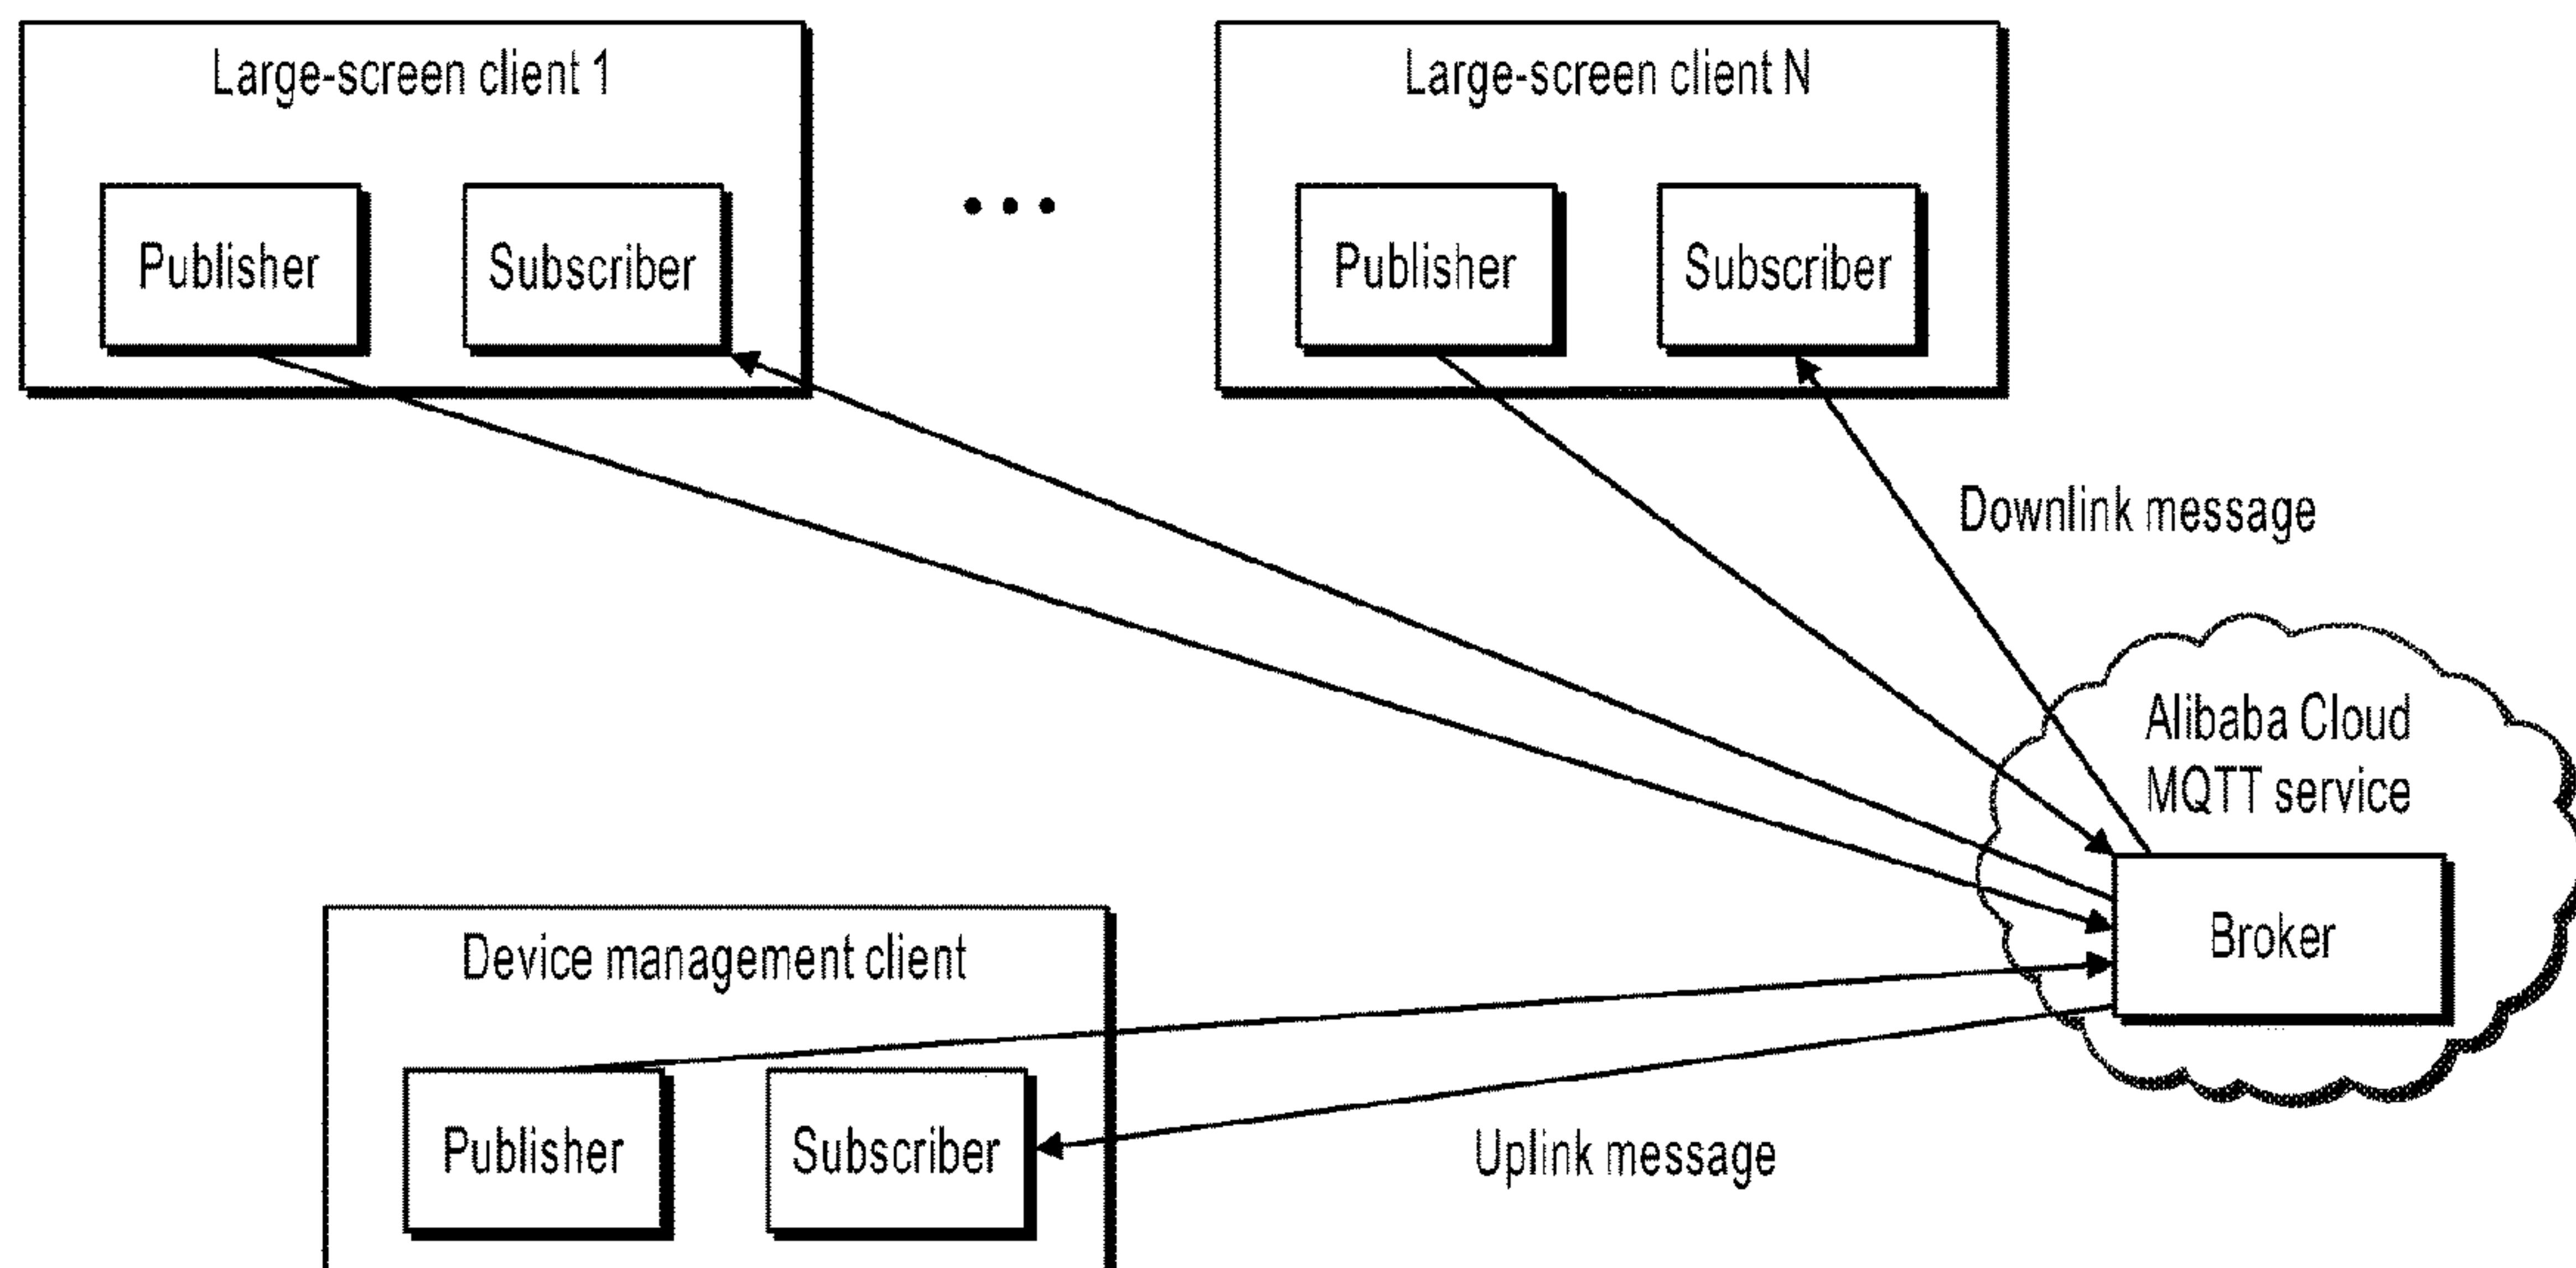 Large-screen client 1
Large-screen client N
Publisher
Subscriber
• • •
Publisher
Subscriber
Downlink message
Alibaba Cloud
MQTT service
Broker
Device management client
Publisher
Subscriber
Uplink message